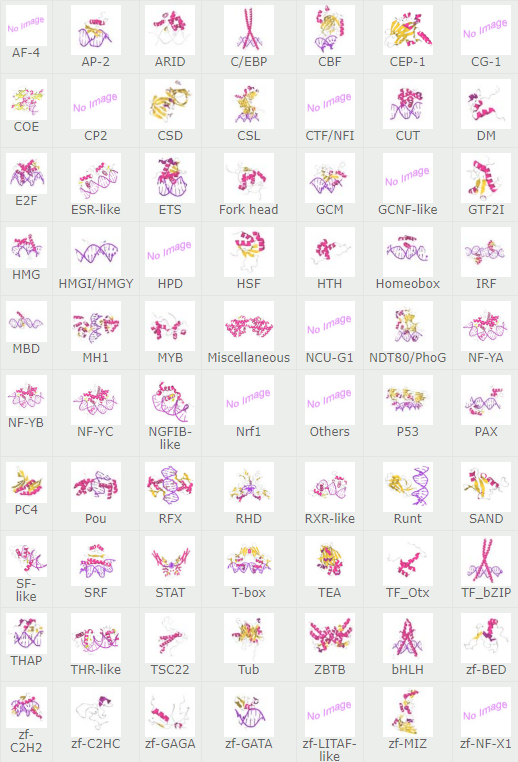 No Image
AF-4
AP-2
ARID
C/EBP
CBF
CEP-1
No Image
CG-1
COE
No Image
CP2
CSD
CSL
No Image
CTF/NFI
CUT
DM
E2F
ESR-like
ETS
Fork head
GCM
No Image
GCNF-like
GTF2I
HMG
HMGI/HMGY
No Image
HPD
HSF
HTH
Homeobox
IRF
MBD
MH1
MYB
Miscellaneous
No Image
NCU-G1
NDT80/PhoG
NF-YA
NF-YB
NF-YC
NGFIB-
like
No Image
Nrf1
No Image
Others
P53
PAX
PC4
Pou
RFX
RHD
RXR-like
Runt
SAND
SF-
like
SRF
STAT
T-box
TEA
TF_Otx
TF_bZIP
THAP
THR-like
TSC22
Tub
ZBTB
bHLH
zf-BED
zf-
C2H2
zf-C2HC
zf-GAGA
zf-GATA
No Image
zf-LITAF-
like
zf-MIZ
No Image
zf-NF-X1